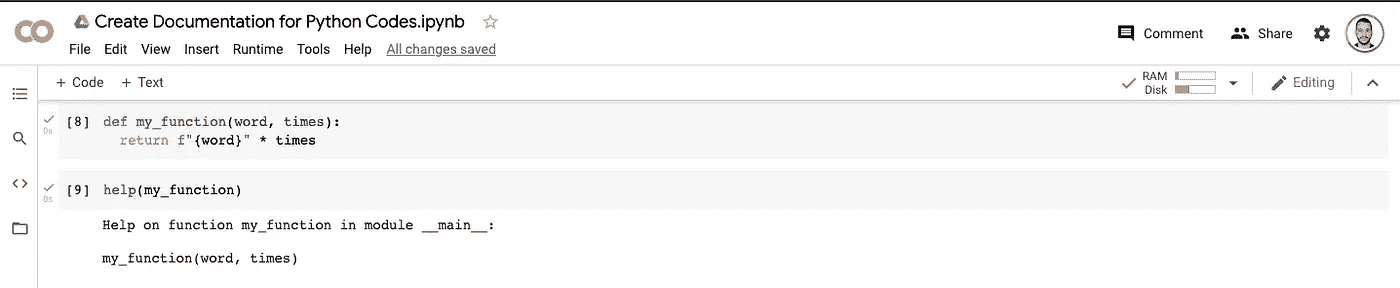 Create Documentation for Python Codes.ipynb
File Edit View Insert Runtime Tools Help All changes saved
Comment Share
+ Code + Text
RAM
Disk
Editing
[8] def my_function(word, times):
0s
return f"{word}" * times
[9] help(my_function)
0s
Help on function my_function in module __main__:
my_function(word, times)